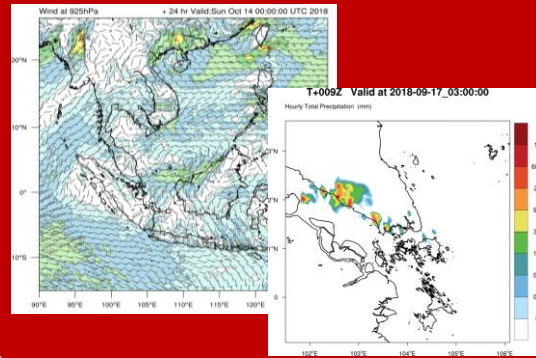 Wind at 925hPa + 24 hr Valid:Sun Oct 14 00:00:00 UTC 2018
20°N
10°N
0°
10°S
90°E 95°E 100°E 105°E 110°E 115°E 120°E
T+009Z Valid at 2018-09-17_03:00:00
Hourly Total Precipitation (mm)
0
102°E 103°E 104°E 105°E 106°E